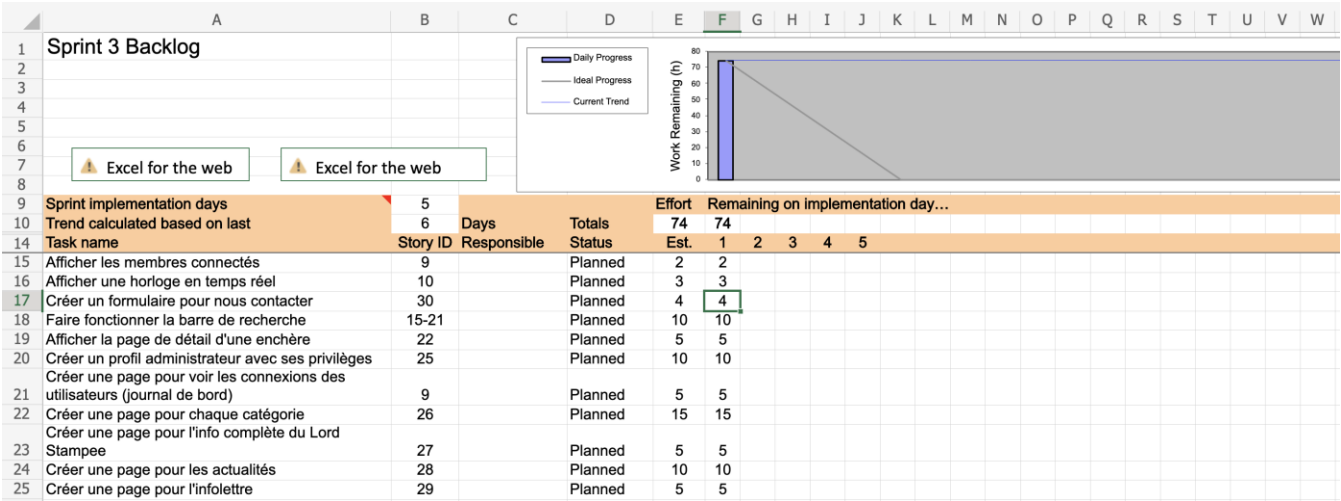 A B C D E F G H I J K L M N O P Q R S T U V W
1 Sprint 3 Backlog
2
3
4
5
6
7
8
Daily Progress
Ideal Progress
Current Trend
Work Remaining (h)
80
70
60
50
40
30
20
10
0
Excel for the web Excel for the web
9 Sprint implementation days 5 Effort Remaining on implementation day…
10 Trend calculated based on last 6 Days Totals 74 74
14 Task name Story ID Responsible Status Est. 1 2 3 4 5
15 Afficher les membres connectés 9 Planned 2 2
16 Afficher une horloge en temps réel 10 Planned 3 3
17 Créer un formulaire pour nous contacter 30 Planned 4 4
18 Faire fonctionner la barre de recherche 15-21 Planned 10 10
19 Afficher la page de détail d'une enchère 22 Planned 5 5
20 Créer un profil administrateur avec ses privilèges 25 Planned 10 10
Créer une page pour voir les connexions des
21 utilisateurs (journal de bord) 9 Planned 5 5
22 Créer une page pour chaque catégorie 26 Planned 15 15
Créer une page pour l'info complète du Lord
23 Stampee 27 Planned 5 5
24 Créer une page pour les actualités 28 Planned 10 10
25 Créer une page pour l'infolettre 29 Planned 5 5